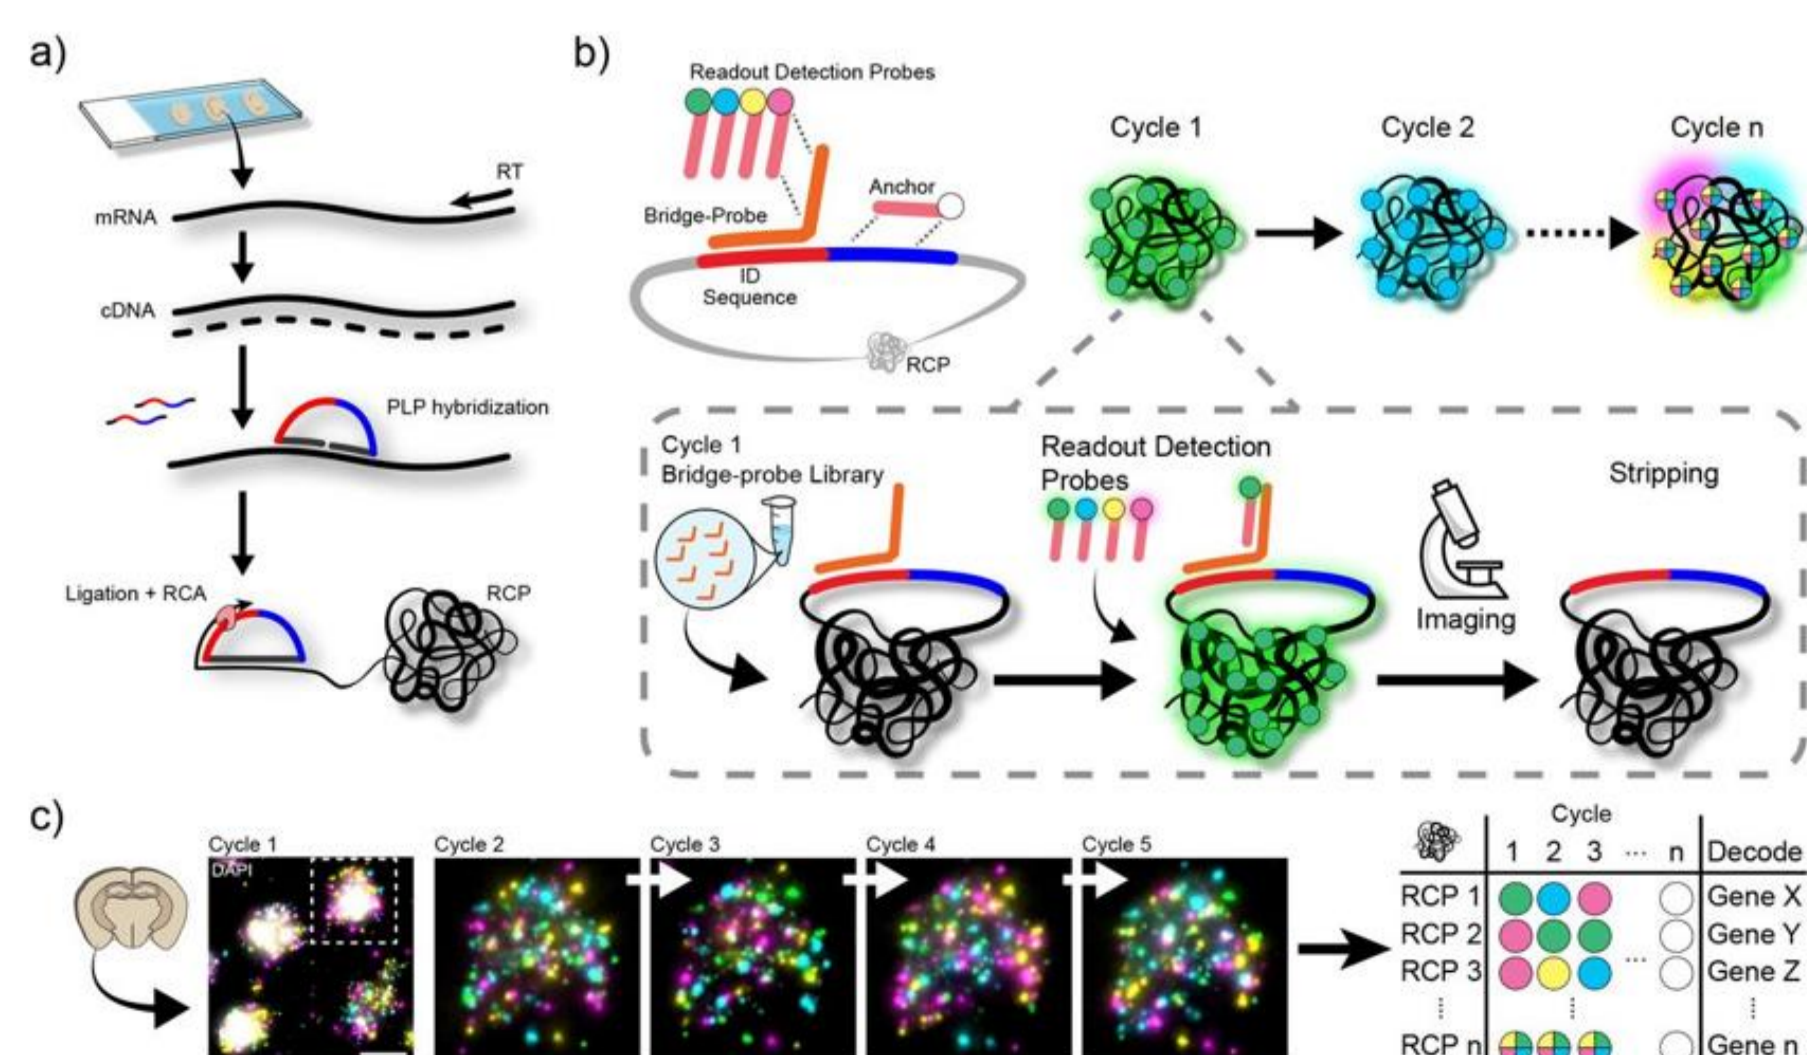 a)
RT
mRNA
cDNA
PLP hybridization
Ligation + RCA
RCP
b)
Readout Detection Probes
Bridge-Probe
Anchor
ID
Sequence
RCP
Cycle 1
Cycle 2
Cycle n
Cycle 1
Bridge-probe Library
Readout Detection
Probes
Imaging
Stripping
c)
Cycle 1
DAPI
Cycle 2
Cycle 3
Cycle 4
Cycle 5
Cycle
1 2 3 ... n Decode
RCP 1 Gene X
RCP 2 Gene Y
RCP 3 ... Gene Z
RCP n Gene n